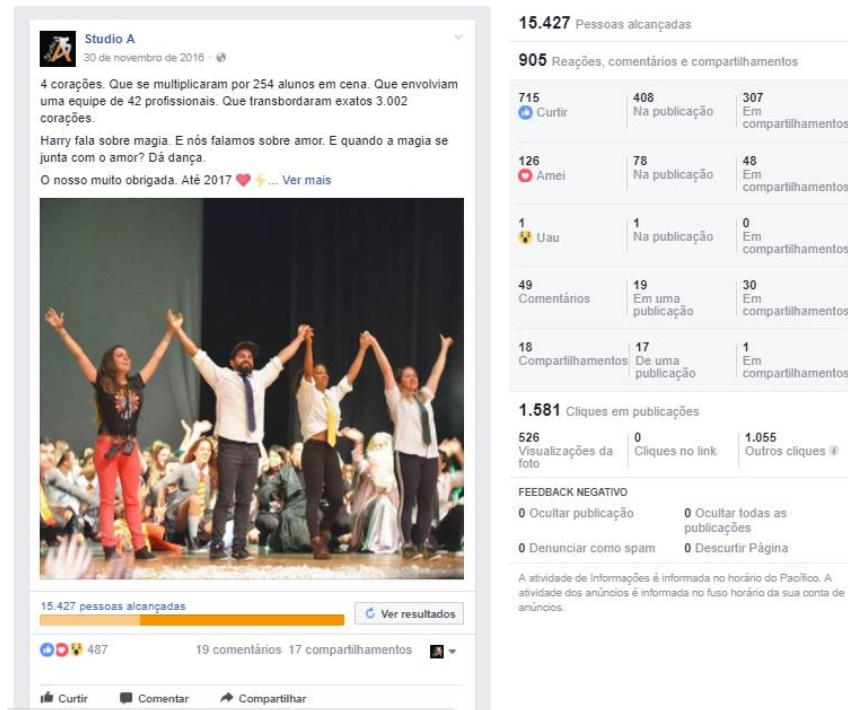 Studio A
30 de novembro de 2016 ·
4 corações. Que se multiplicaram por 254 alunos em cena. Que envolviam
uma equipe de 42 profissionais. Que transbordaram exatos 3.002
corações.
Harry fala sobre magia. E nós falamos sobre amor. E quando a magia se
junta com o amor? Dá dança.
O nosso muito obrigada. Até 2017 ❤️⚡... Ver mais
15.427 pessoas alcançadas
Ver resultados
487
19 comentários 17 compartilhamentos
Curtir Comentar Compartilhar
15.427 Pessoas alcançadas
905 Reações, comentários e compartilhamentos
715 408 307
Curtir Na publicação Em
compartilhamentos
126 78 48
Amei Na publicação Em
compartilhamentos
1 1 0
Uau Na publicação Em
compartilhamentos
49 19 30
Comentários Em uma Em
publicação compartilhamentos
18 17 1
Compartilhamentos De uma Em
publicação compartilhamentos
1.581 Cliques em publicações
526 0 1.055
Visualizações da Cliques no link Outros cliques
foto
FEEDBACK NEGATIVO
0 Ocultar publicação 0 Ocultar todas as
publicações
0 Denunciar como spam 0 Descurtir Página
A atividade de Informações é informada no horário do Pacífico. A
atividade dos anúncios é informada no fuso horário da sua conta de
anúncios.